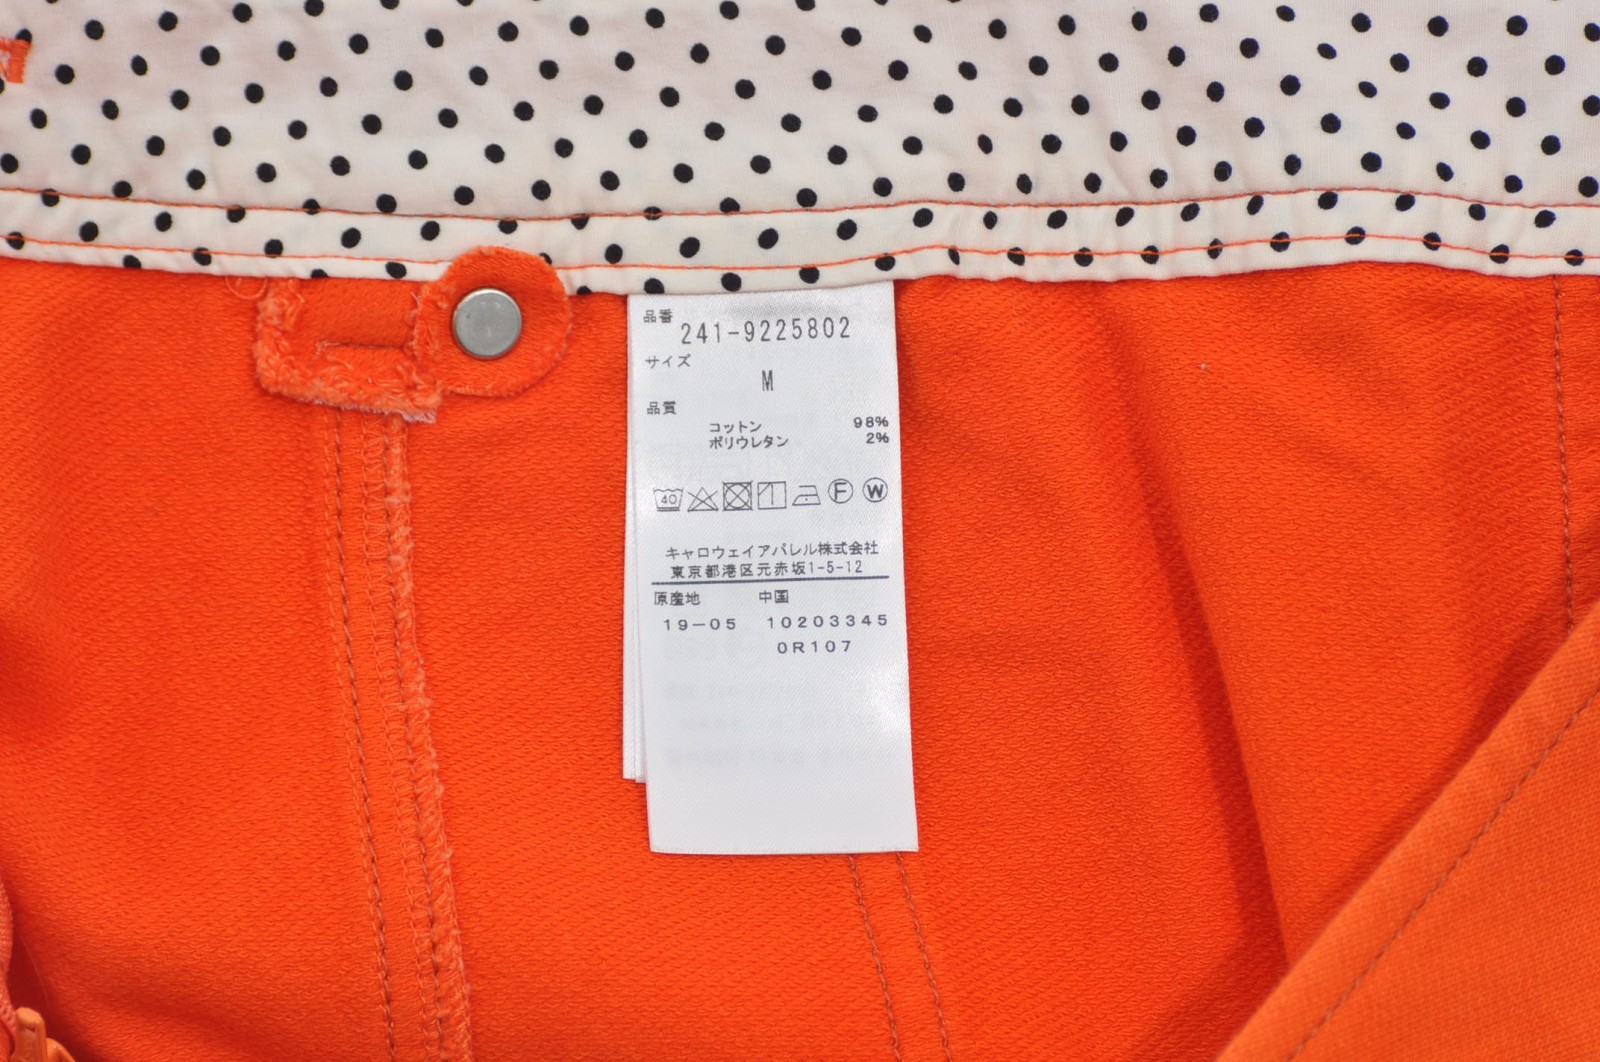 品番
241-9225802
サイズ
M
品質
コットン 98%
ポリウレタン 2%
40 F W
キャロウェイアパレル株式会社
東京都港区元赤坂1-5-12
原産地 中国
19-05 10203345
0R107